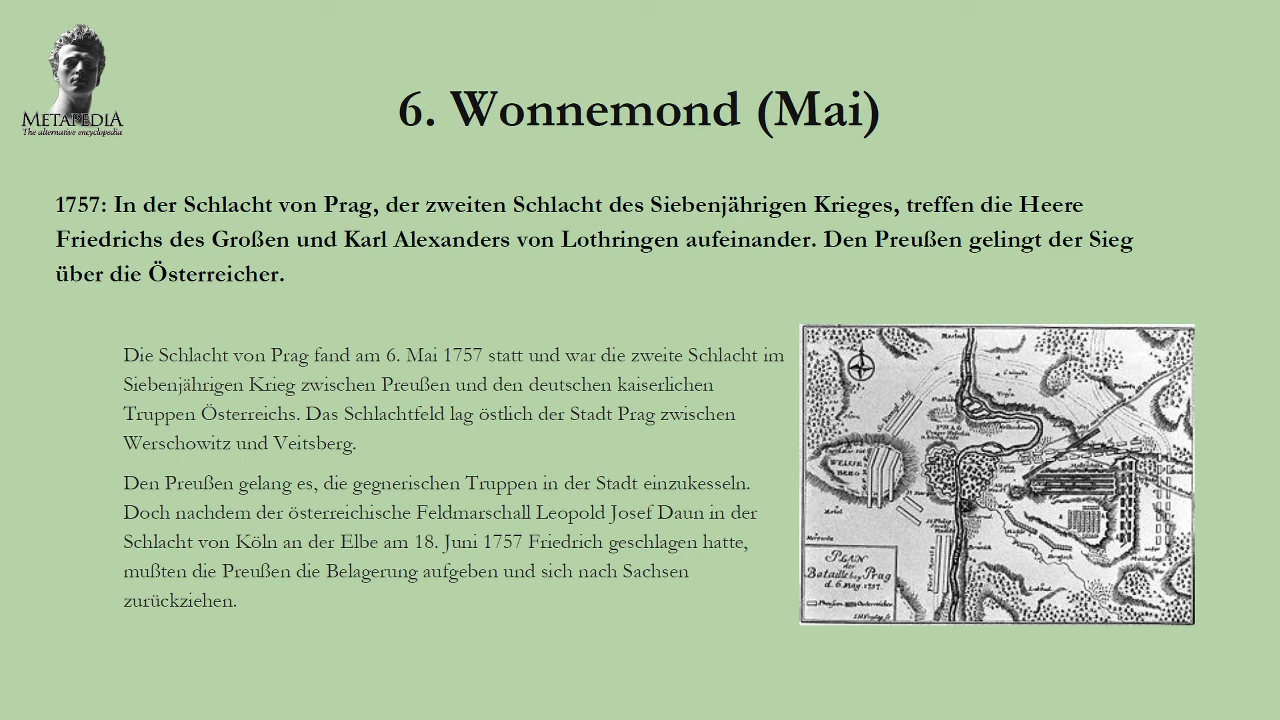 METAPEDIA
The alternative encyclopedia
6. Wonnemond (Mai)
1757: In der Schlacht von Prag, der zweiten Schlacht des Siebenjährigen Krieges, treffen die Heere
Friedrichs des Großen und Karl Alexanders von Lothringen aufeinander. Den Preußen gelingt der Sieg
über die Österreicher.
Die Schlacht von Prag fand am 6. Mai 1757 statt und war die zweite Schlacht im
Siebenjährigen Krieg zwischen Preußen und den deutschen kaiserlichen
Truppen Österreichs. Das Schlachtfeld lag östlich der Stadt Prag zwischen
Werschowitz und Veitsberg.
Den Preußen gelang es, die gegnerischen Truppen in der Stadt einzukesseln.
Doch nachdem der österreichische Feldmarschall Leopold Josef Daun in der
Schlacht von Köln an der Elbe am 18. Juni 1757 Friedrich geschlagen hatte,
mußten die Preußen die Belagerung aufgeben und sich nach Sachsen
zurückziehen.
PRAG
WEISSE
BERG
PLAN
der
Bataille bey Prag
d. 6 May. 1757.
Preussen Oesterreicher